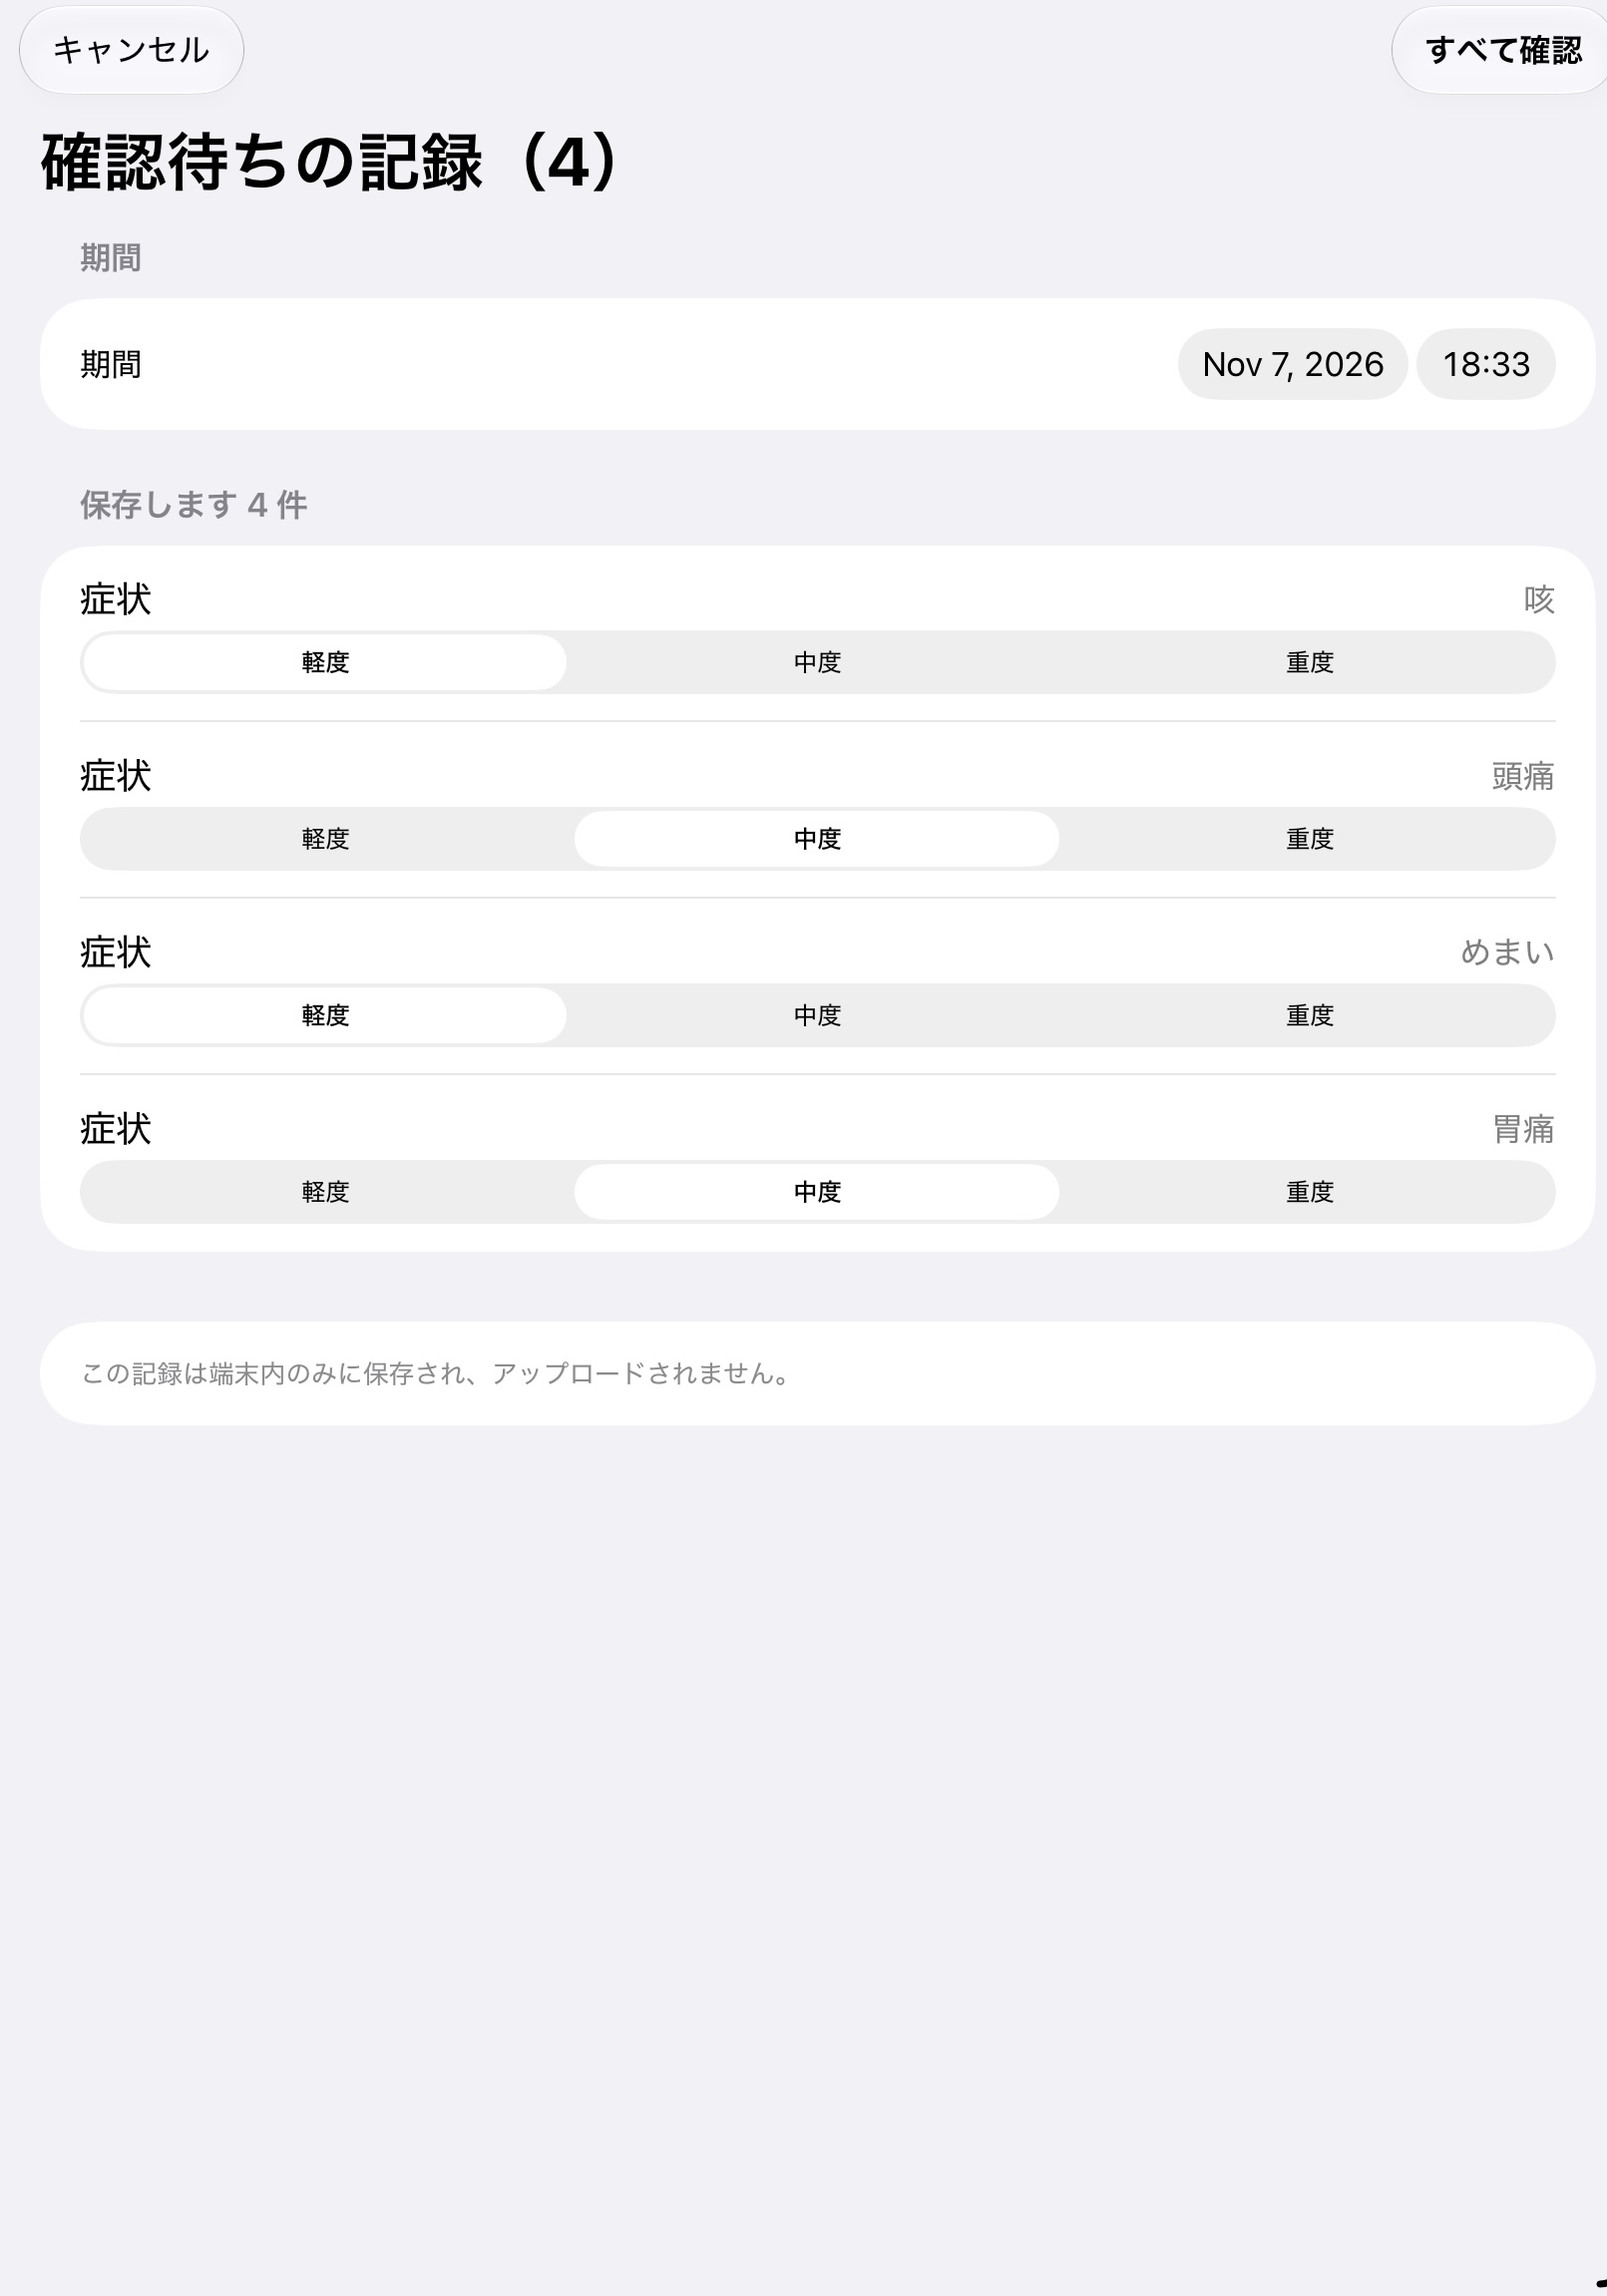 キャンセル すべて確認
確認待ちの記録（4）
期間
期間 Nov 7, 2026 18:33
保存します 4 件
症状 咳
軽度 中度 重度
症状 頭痛
軽度 中度 重度
症状 めまい
軽度 中度 重度
症状 胃痛
軽度 中度 重度
この記録は端末内のみに保存され、アップロードされません。